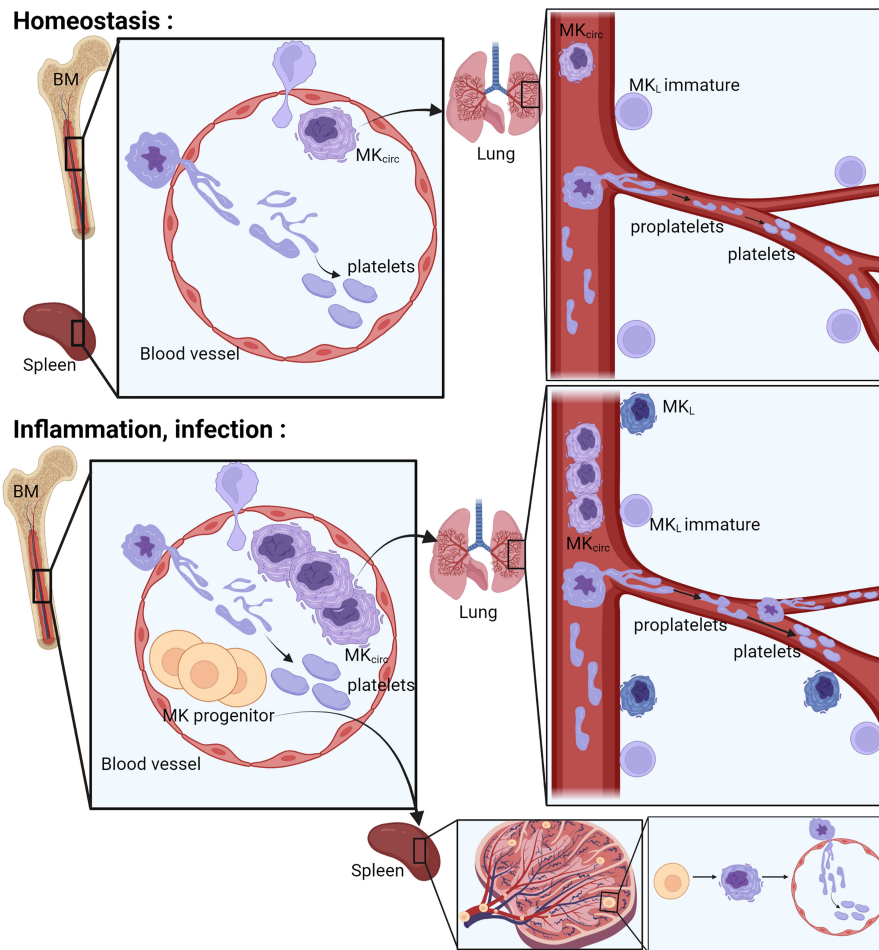 Homeostasis :
BM
MKcirc
platelets
Blood vessel
Spleen
Lung
MKcirc
MKL immature
proplatelets
platelets
Inflammation, infection :
BM
MKcirc
platelets
MK progenitor
Blood vessel
Lung
MKL
MKL immature
MKcirc
proplatelets
platelets
Spleen